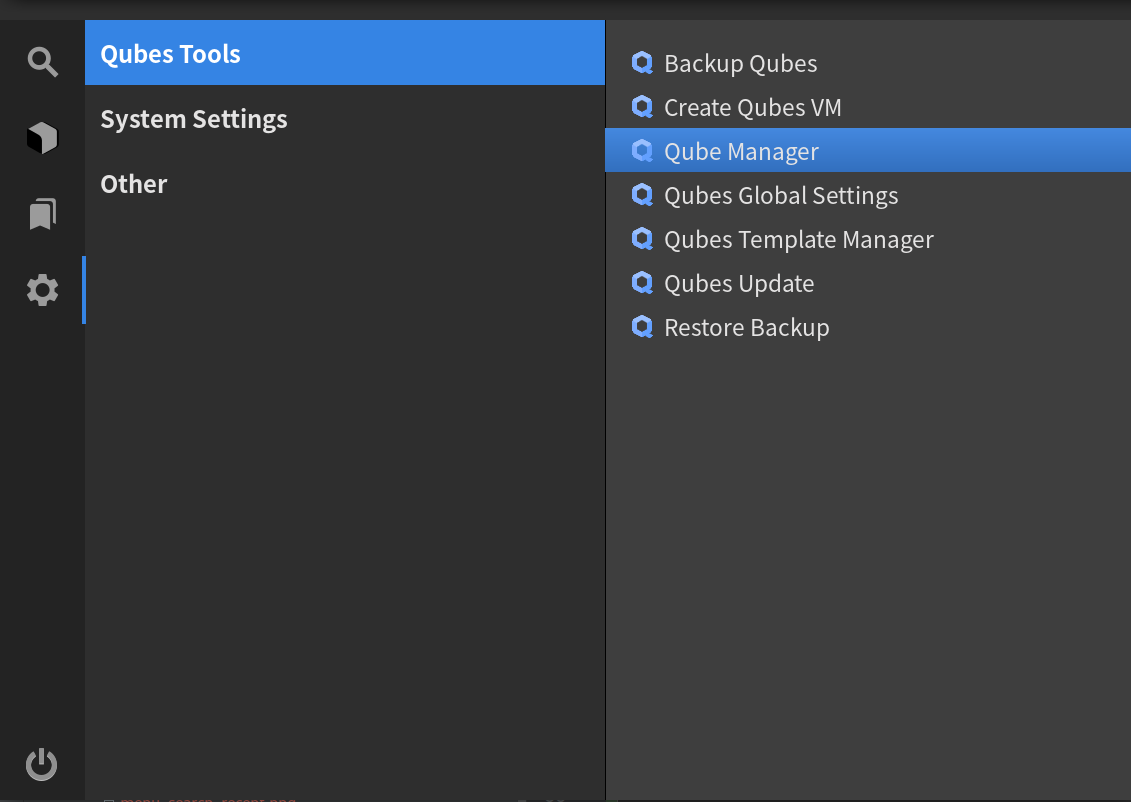 Qubes Tools
System Settings
Other
Backup Qubes
Create Qubes VM
Qube Manager
Qubes Global Settings
Qubes Template Manager
Qubes Update
Restore Backup